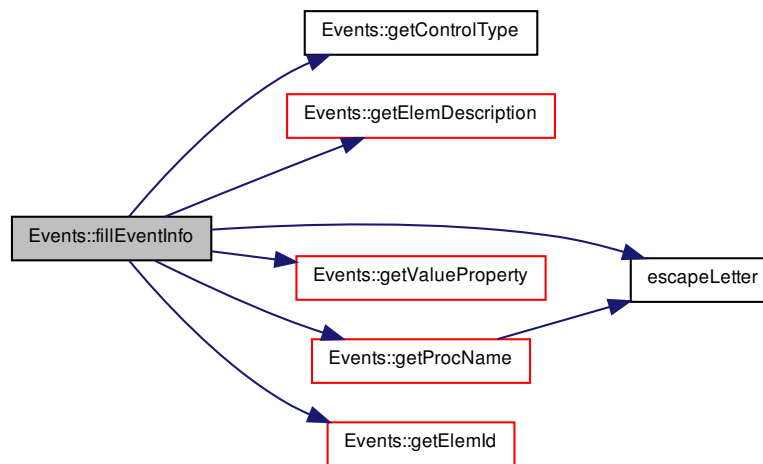 Events::getControlType
Events::getElemDescription
Events::fillEventInfo
Events::getValueProperty
escapeLetter
Events::getProcName
Events::getElemId